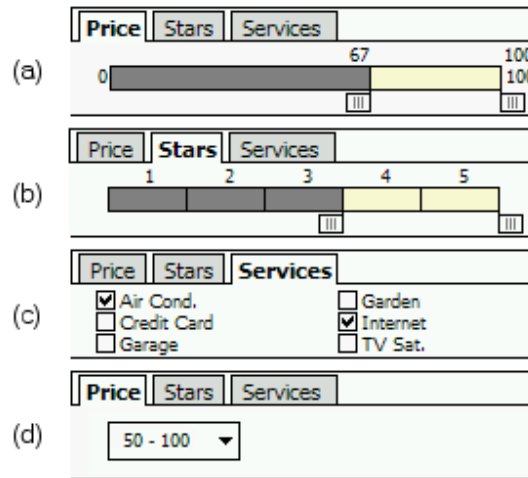 Price Stars Services
67 100
(a) 0 100
Price Stars Services
1 2 3 4 5
(b)
Price Stars Services
Air Cond. Garden
(c) Credit Card Internet
Garage TV Sat.
Price Stars Services
(d) 50 - 100